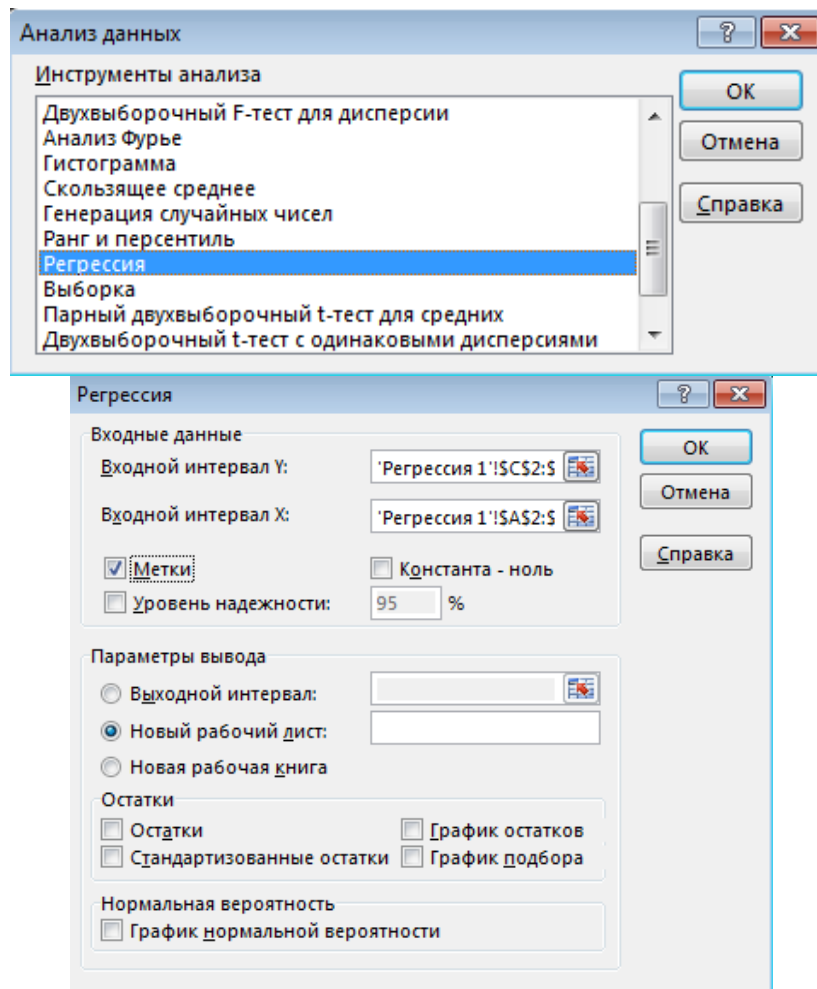 Анализ данных
Инструменты анализа
Двухвыборочный F-тест для дисперсии
Анализ Фурье
Гистограмма
Скользящее среднее
Генерация случайных чисел
Ранг и персентиль
Регрессия
Выборка
Парный двухвыборочный t-тест для средних
Двухвыборочный t-тест с одинаковыми дисперсиями
ОК
Отмена
Справка
Регрессия
Входные данные
Входной интервал Y: 'Регрессия 1'!$C$2:$
Входной интервал X: 'Регрессия 1'!$A$2:$
Метки Константа - ноль
Уровень надежности: 95 %
ОК
Отмена
Справка
Параметры вывода
Выходной интервал:
Новый рабочий лист:
Новая рабочая книга
Остатки
Остатки График остатков
Стандартизованные остатки График подбора
Нормальная вероятность
График нормальной вероятности